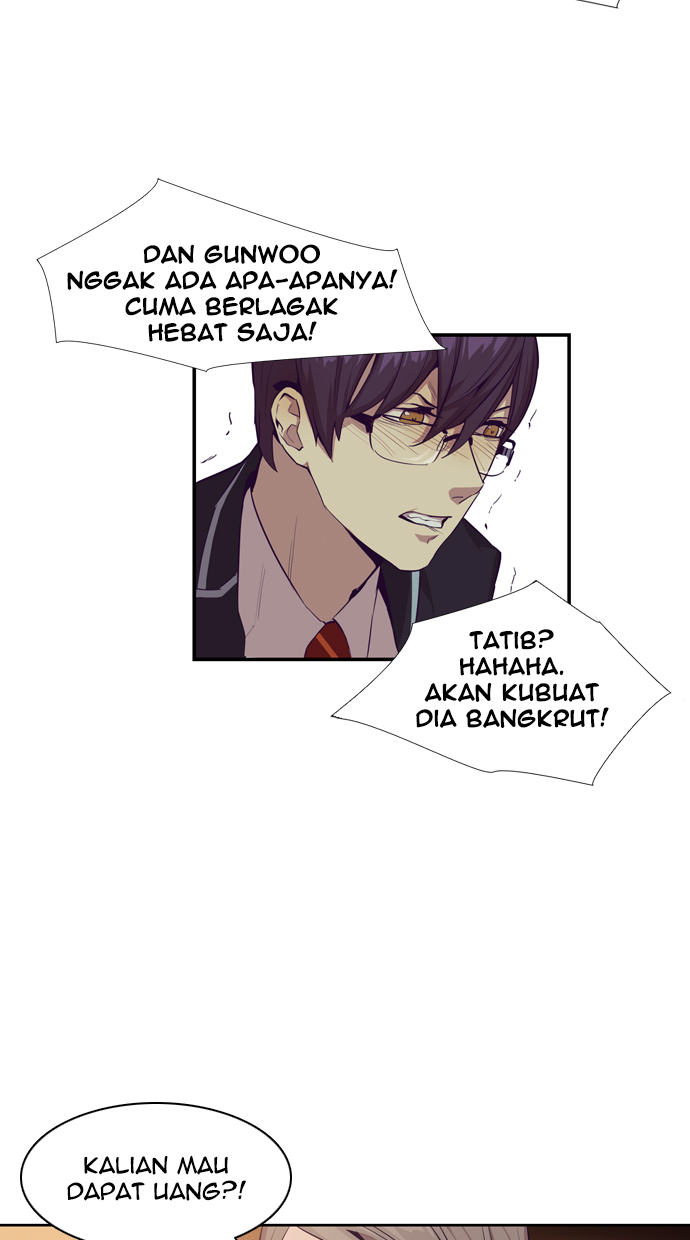 DAN GUNWOO
NGGAK ADA APA-APANYA!
CUMA BERLAGAK
HEBAT SAJA!
TATIB?
HAHAHA.
AKAN KUBUAT
DIA BANGKRUT!
KALIAN MAU
DAPAT UANG?!